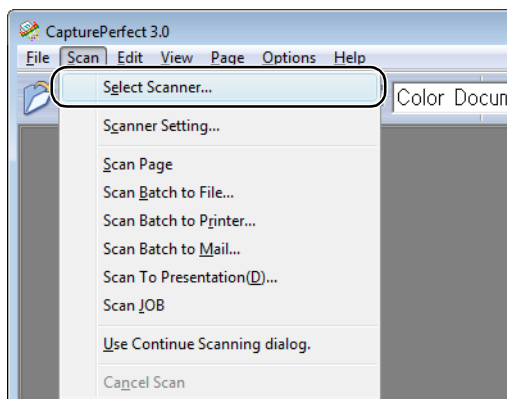 CapturePerfect 3.0
File Scan Edit View Page Options Help
Select Scanner...
Color
Scanner Setting...
Scan Page
Scan Batch to File...
Scan Batch to Printer...
Scan Batch to Mail...
Scan To Presentation(D)...
Scan JOB
Use Continue Scanning dialog.
Cancel Scan